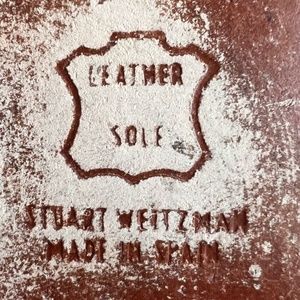 LEATHER
SOLE
STUART WEITZMAN
MADE IN SPAIN